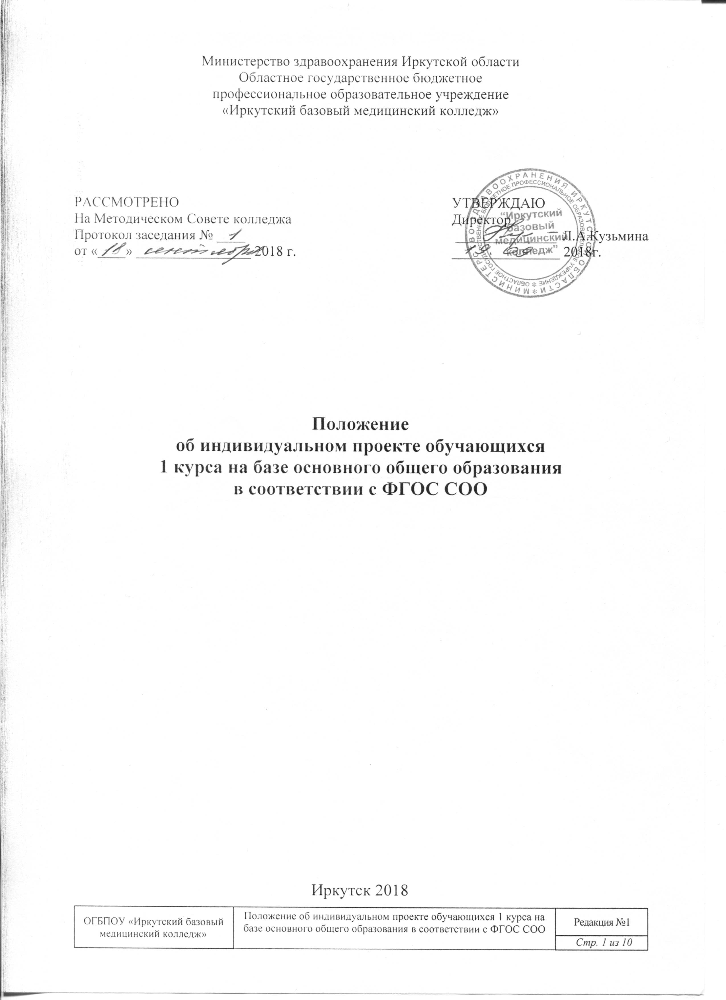 Министерство здравоохранения Иркутской области
Областное государственное бюджетное
профессиональное образовательное учреждение
«Иркутский базовый медицинский колледж»
РАССМОТРЕНО
На Методическом Совете колледжа
Протокол заседания № 1
от «18» сентября 2018 г.
УТВЕРЖДАЮ
Директор
Л.А.Кузьмина
19. 09 2018г.
МИНИСТЕРСТВО ЗДРАВООХРАНЕНИЯ ИРКУТСКОЙ ОБЛАСТИ
ОБЛАСТНОЕ ГОСУДАРСТВЕННОЕ БЮДЖЕТНОЕ ПРОФЕССИОНАЛЬНОЕ ОБРАЗОВАТЕЛЬНОЕ УЧРЕЖДЕНИЕ
“Иркутский
базовый
медицинский
колледж”
Положение
об индивидуальном проекте обучающихся
1 курса на базе основного общего образования
в соответствии с ФГОС СОО
Иркутск 2018
ОГБПОУ «Иркутский базовый
медицинский колледж»
Положение об индивидуальном проекте обучающихся 1 курса на
базе основного общего образования в соответствии с ФГОС СОО
Редакция №1
Стр. 1 из 10